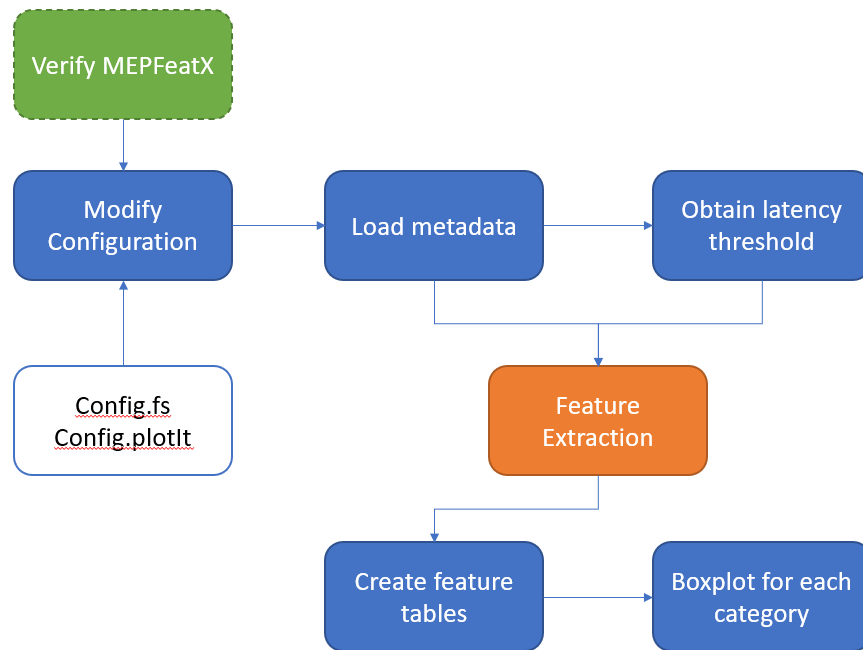 Verify MEPFeatX
Modify
Configuration
Load metadata
Obtain latency
threshold
Config.fs
Config.plotIt
Feature
Extraction
Create feature
tables
Boxplot for each
category